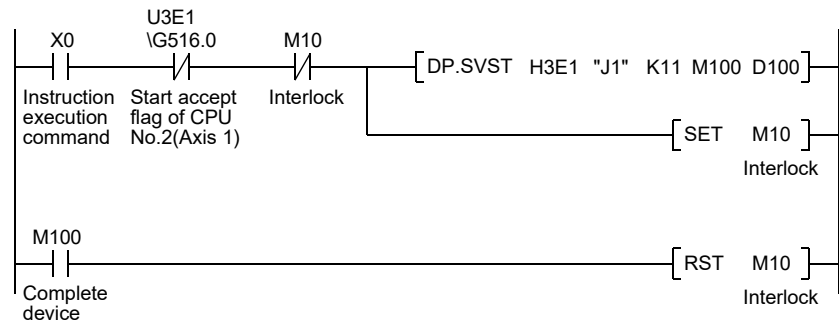 U3E1
X0 \G516.0 M10
DP.SVST H3E1 "J1" K11 M100 D100
Instruction execution command
Start accept flag of CPU No.2(Axis 1)
Interlock
SET M10
Interlock
M100
RST M10
Complete device
Interlock